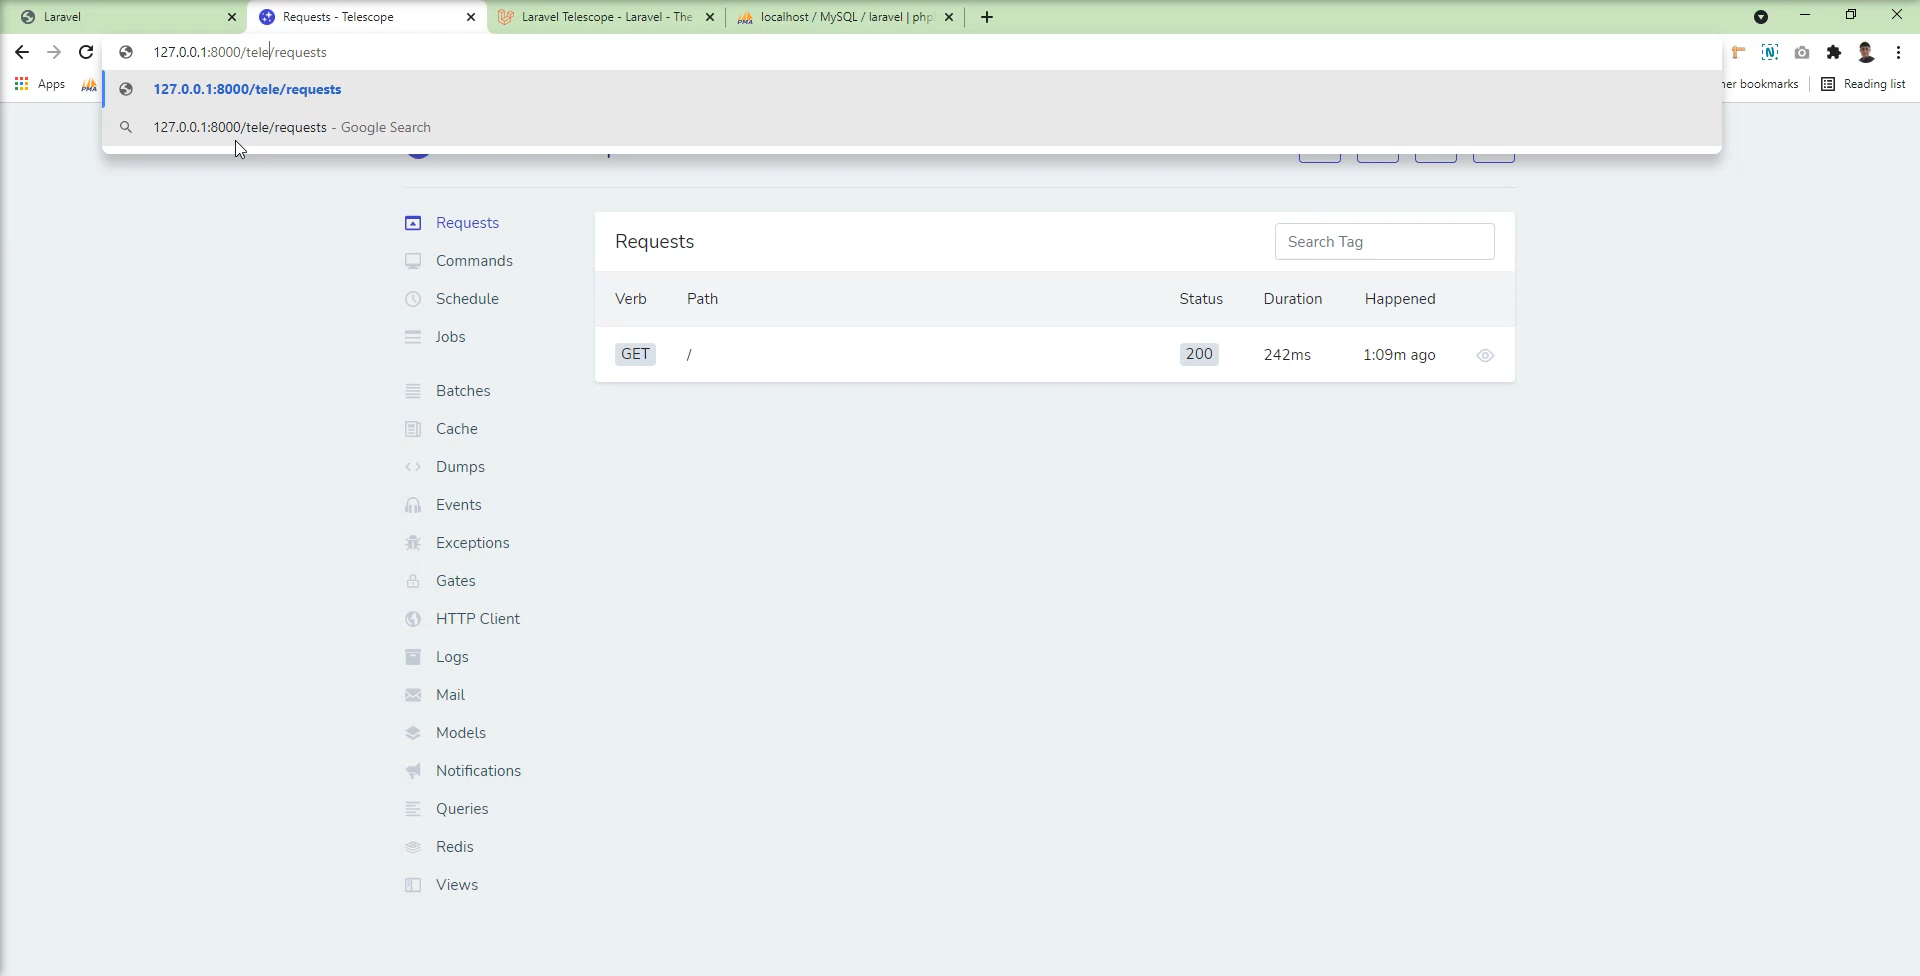 Laravel
Requests - Telescope
Laravel Telescope - Laravel - The
localhost / MySQL / laravel | php
127.0.0.1:8000/tele/requests
Apps
PMA
127.0.0.1:8000/tele/requests
her bookmarks
Reading list
127.0.0.1:8000/tele/requests - Google Search
Requests
Commands
Schedule
Jobs
Batches
Cache
Dumps
Events
Exceptions
Gates
HTTP Client
Logs
Mail
Models
Notifications
Queries
Redis
Views
Requests
Search Tag
Verb Path Status Duration Happened
GET / 200 242ms 1:09m ago